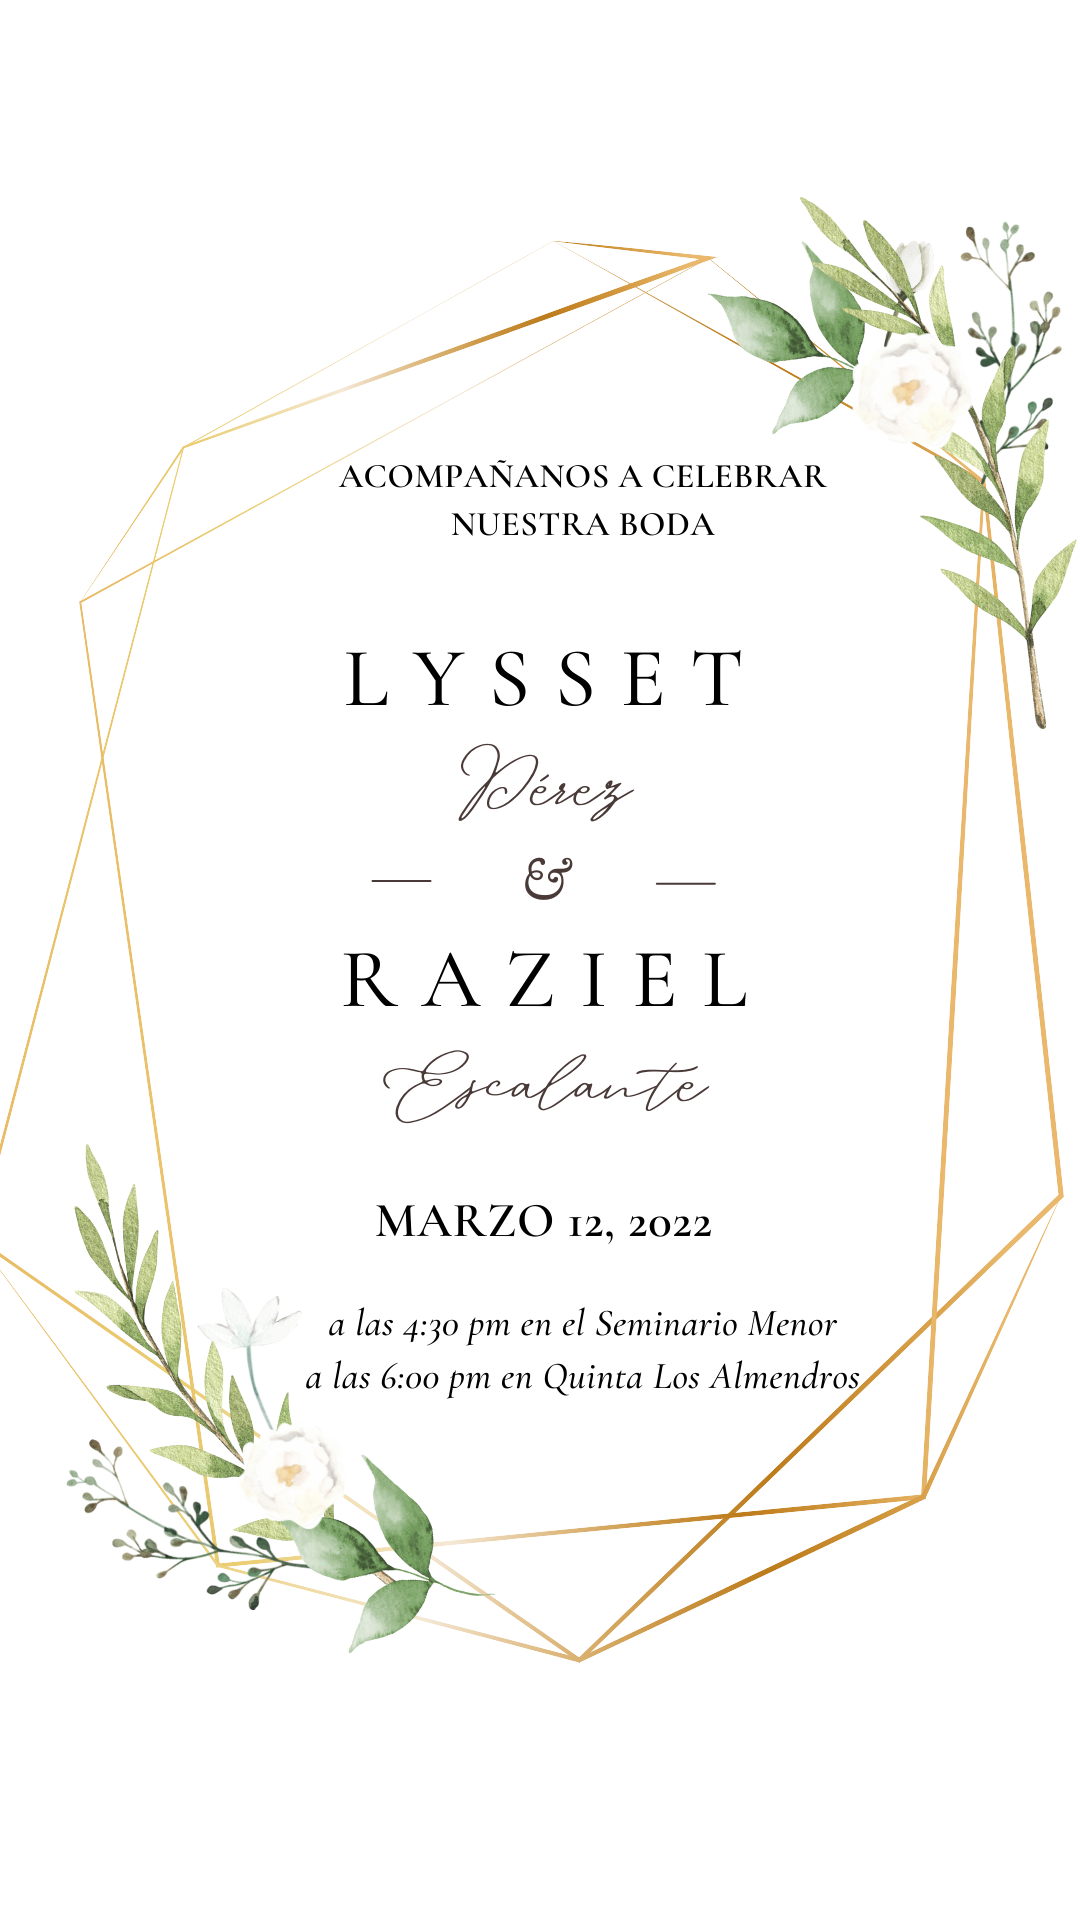 ACOMPAÑANOS A CELEBRAR
NUESTRA BODA
LYSSET
Pérez
&
RAZIEL
Escalante
MARZO 12, 2022
a las 4:30 pm en el Seminario Menor
a las 6:00 pm en Quinta Los Almendros